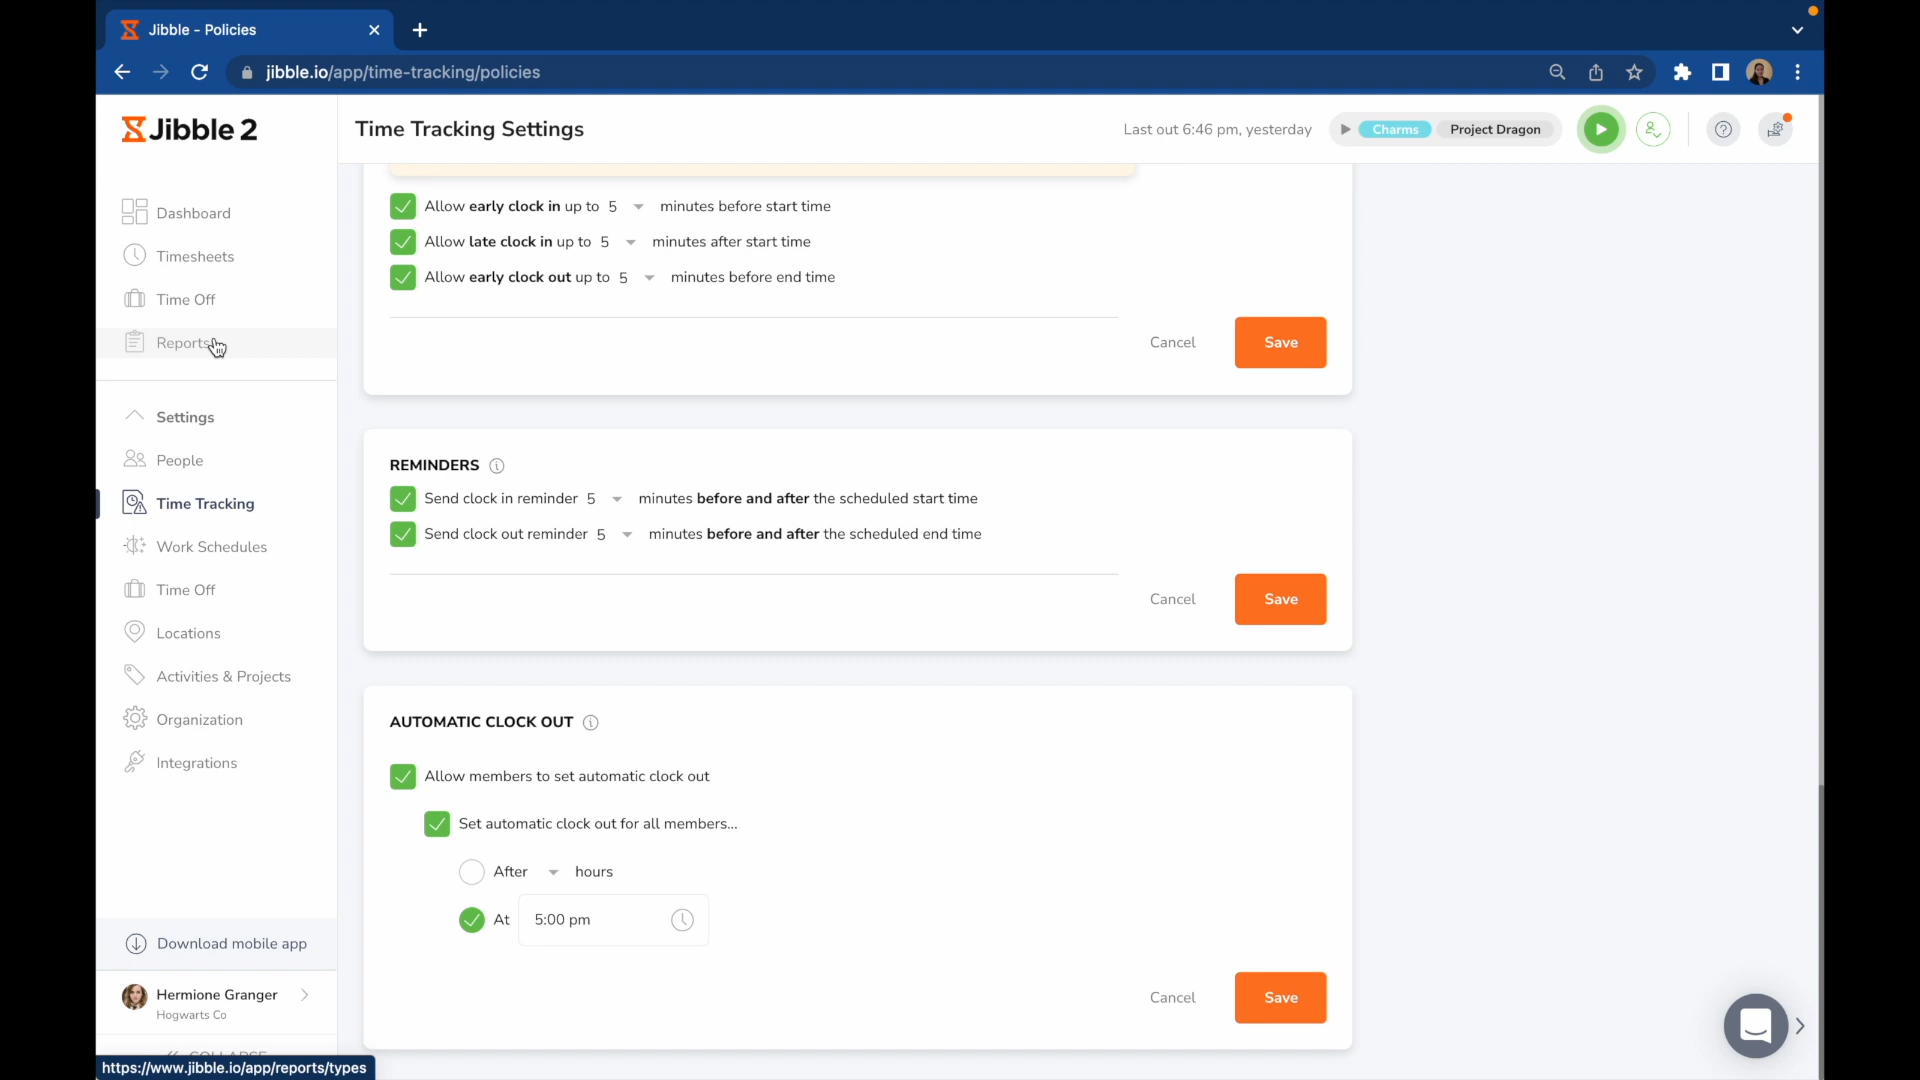 Jibble - Policies
jibble.io/app/time-tracking/policies
Jibble 2
Time Tracking Settings
Last out 6:46 pm, yesterday
Charms
Project Dragon
Dashboard
Timesheets
Time Off
Reports
Settings
People
Time Tracking
Work Schedules
Time Off
Locations
Activities & Projects
Organization
Integrations
Download mobile app
Hermione Granger
Hogwarts Co
COLLAPSE
https://www.jibble.io/app/reports/types
Allow early clock in up to 5 minutes before start time
Allow late clock in up to 5 minutes after start time
Allow early clock out up to 5 minutes before end time
Cancel Save
REMINDERS
Send clock in reminder 5 minutes before and after the scheduled start time
Send clock out reminder 5 minutes before and after the scheduled end time
Cancel Save
AUTOMATIC CLOCK OUT
Allow members to set automatic clock out
Set automatic clock out for all members...
After hours
At 5:00 pm
Cancel Save